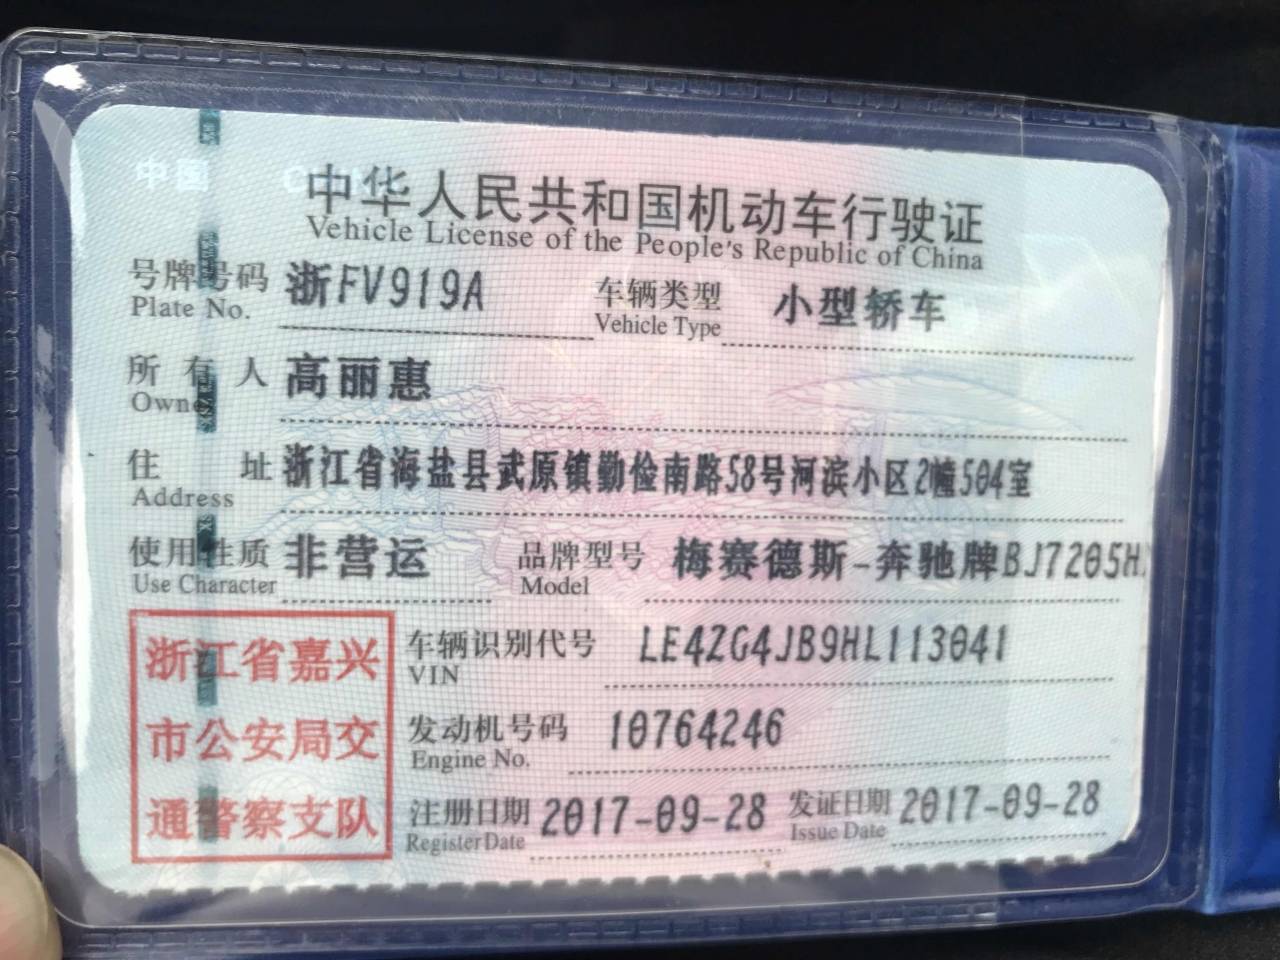 中国 C
中华人民共和国机动车行驶证
Vehicle License of the People's Republic of China
号牌号码 浙FV919A 车辆类型 小型轿车
Plate No. Vehicle Type
所有人 高丽惠
Owner
住址 浙江省海盐县武原镇勤俭南路58号河滨小区2幢504室
Address
使用性质 非营运 品牌型号 梅赛德斯-奔驰牌BJ7205H
Use Character Model
浙江省嘉兴
市公安局交
通警察支队
车辆识别代号 LE4ZG4JB9HL113041
VIN
发动机号码 10764246
Engine No.
注册日期 2017-09-28 发证日期 2017-09-28
Register Date Issue Date